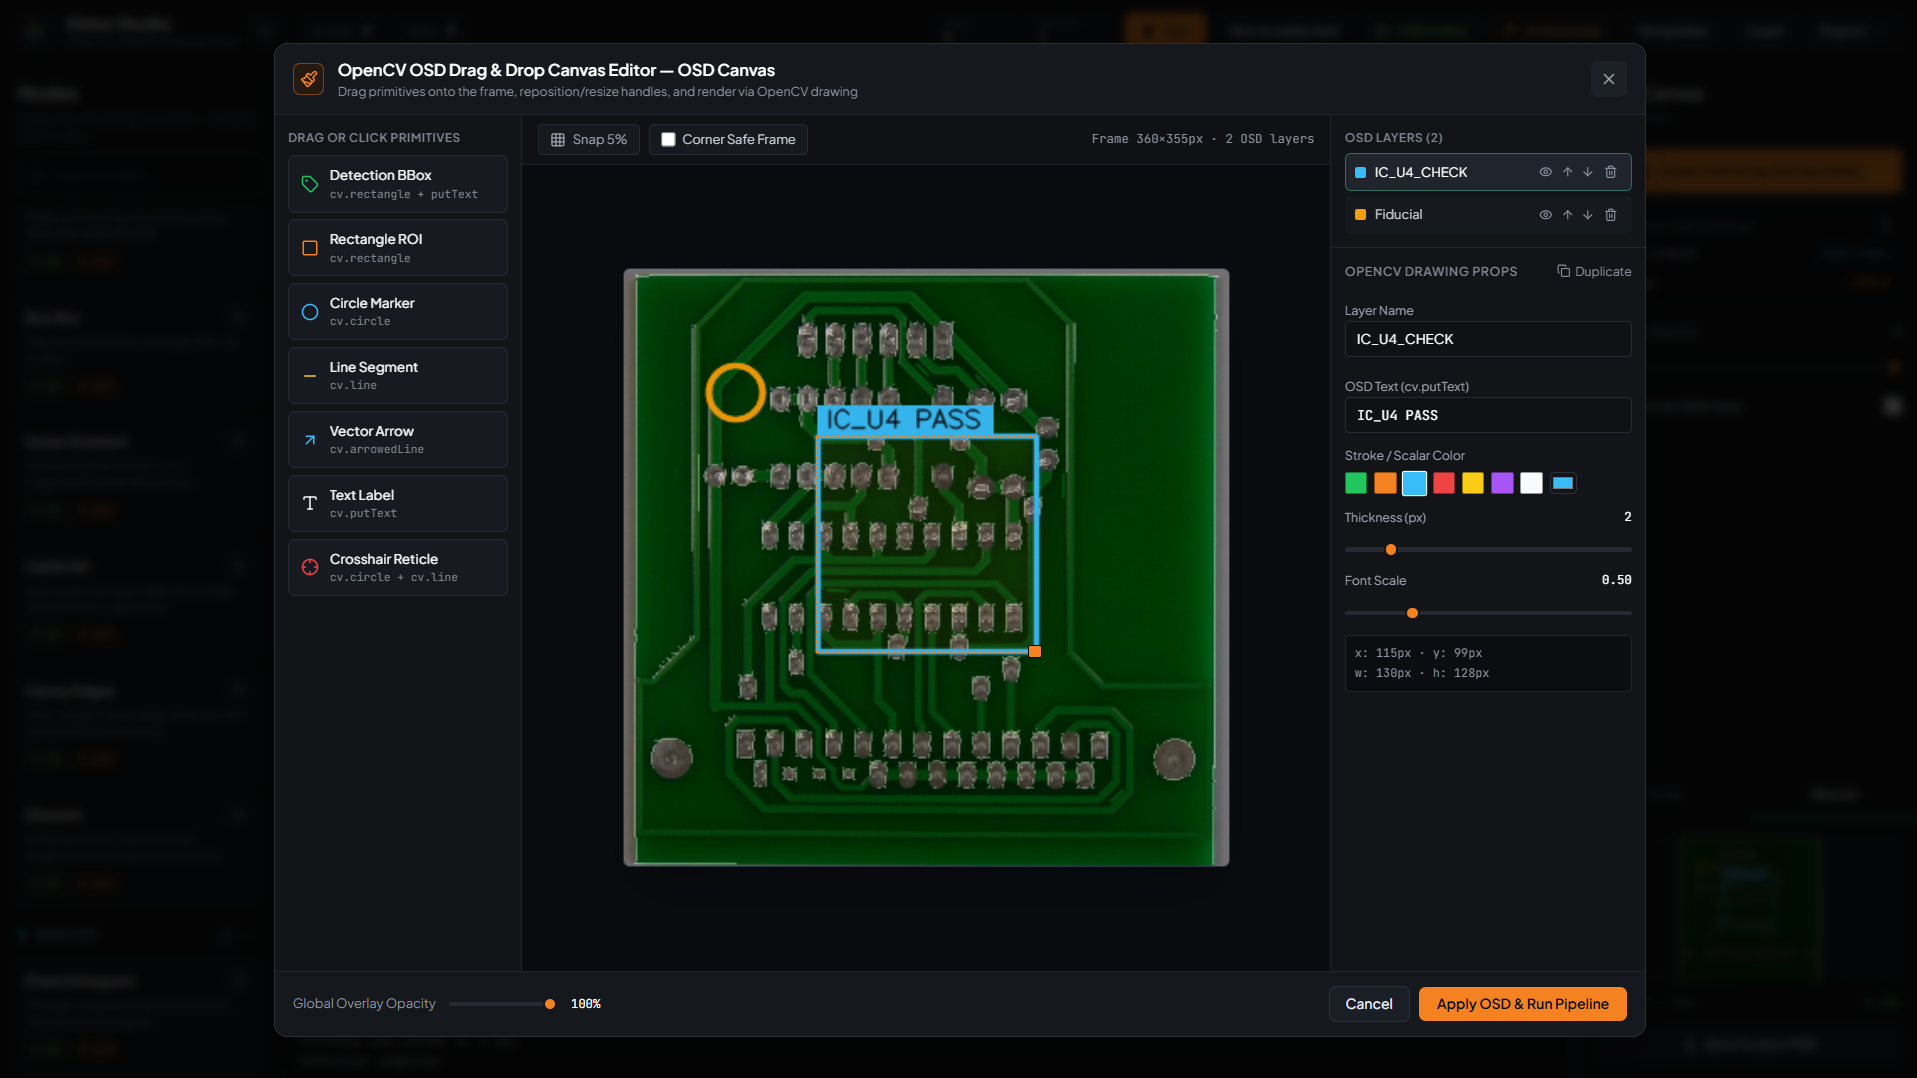 OpenCV OSD Drag & Drop Canvas Editor — OSD Canvas
Drag primitives onto the frame, reposition/resize handles, and render via OpenCV drawing
DRAG OR CLICK PRIMITIVES
Detection BBox
cv.rectangle + putText
Rectangle ROI
cv.rectangle
Circle Marker
cv.circle
Line Segment
cv.line
Vector Arrow
cv.arrowedLine
Text Label
cv.putText
Crosshair Reticle
cv.circle + cv.line
Snap 5%
Corner Safe Frame
Frame 360×355px · 2 OSD layers
IC_U4 PASS
OSD LAYERS (2)
IC_U4_CHECK
Fiducial
OPENCV DRAWING PROPS
Duplicate
Layer Name
IC_U4_CHECK
OSD Text (cv.putText)
IC_U4 PASS
Stroke / Scalar Color
Thickness (px)
2
Font Scale
0.50
x: 115px · y: 99px
w: 130px · h: 128px
Global Overlay Opacity
100%
Cancel
Apply OSD & Run Pipeline